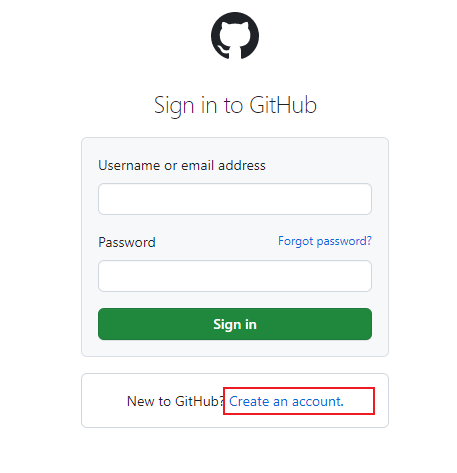 Sign in to GitHub
Username or email address
Password Forgot password?
Sign in
New to GitHub? Create an account.